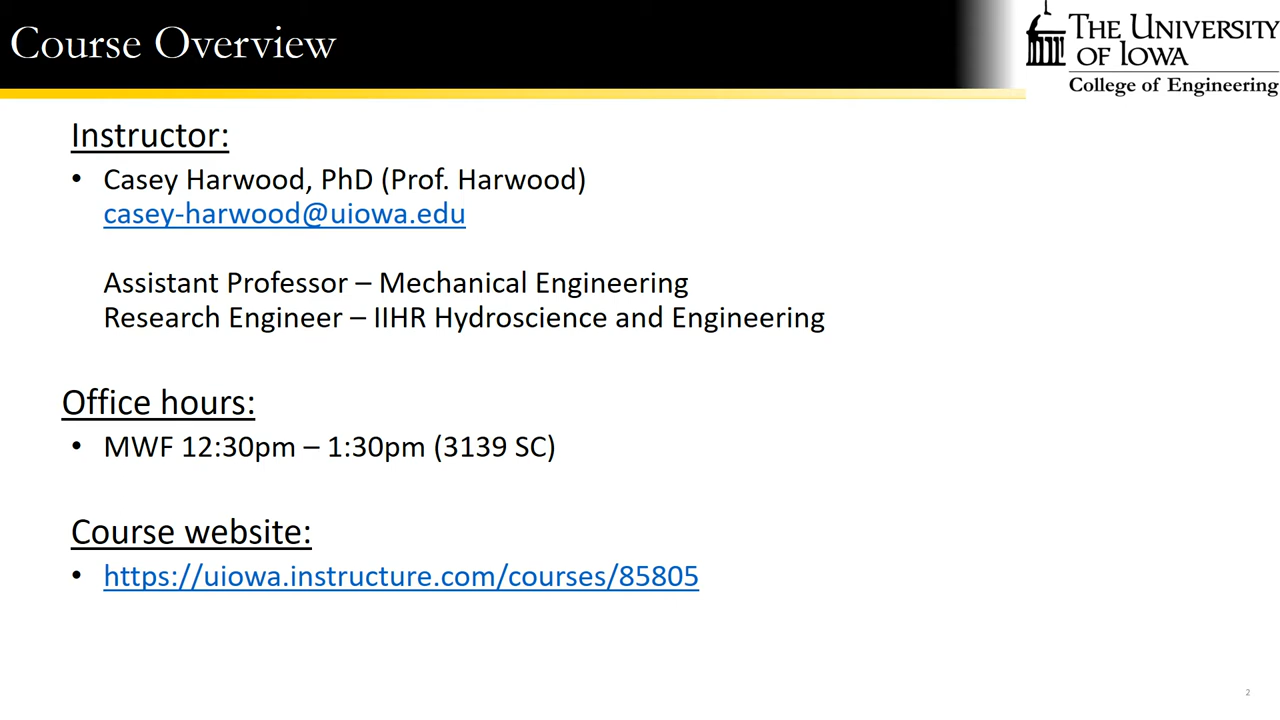 Course Overview
THE UNIVERSITY
OF IOWA
College of Engineering
Instructor:
• Casey Harwood, PhD (Prof. Harwood)
casey-harwood@uiowa.edu
Assistant Professor – Mechanical Engineering
Research Engineer – IIHR Hydroscience and Engineering
Office hours:
• MWF 12:30pm – 1:30pm (3139 SC)
Course website:
• https://uiowa.instructure.com/courses/85805
2